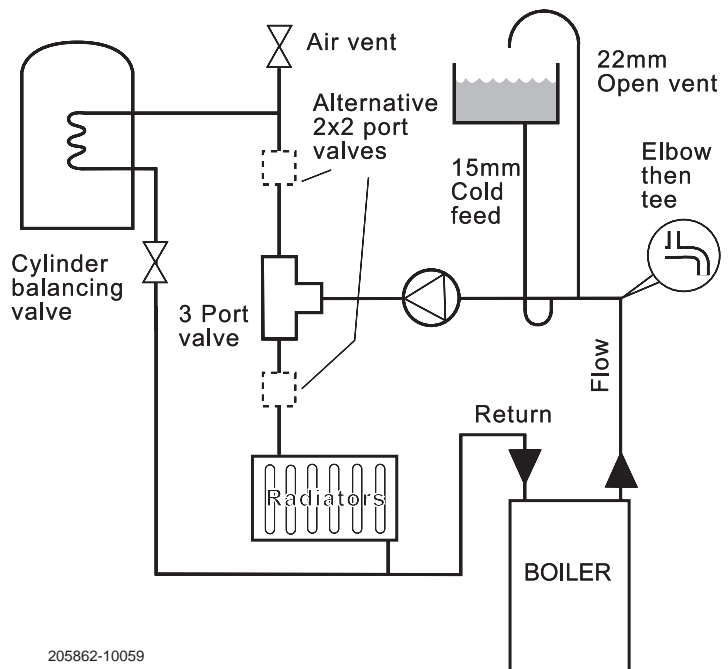 Air vent
22mm
Open vent
Alternative
2x2 port
valves
Elbow
then
tee
15mm
Cold
feed
Cylinder
balancing
valve
3 Port
valve
Flow
Return
Radiators
BOILER
205862-10059